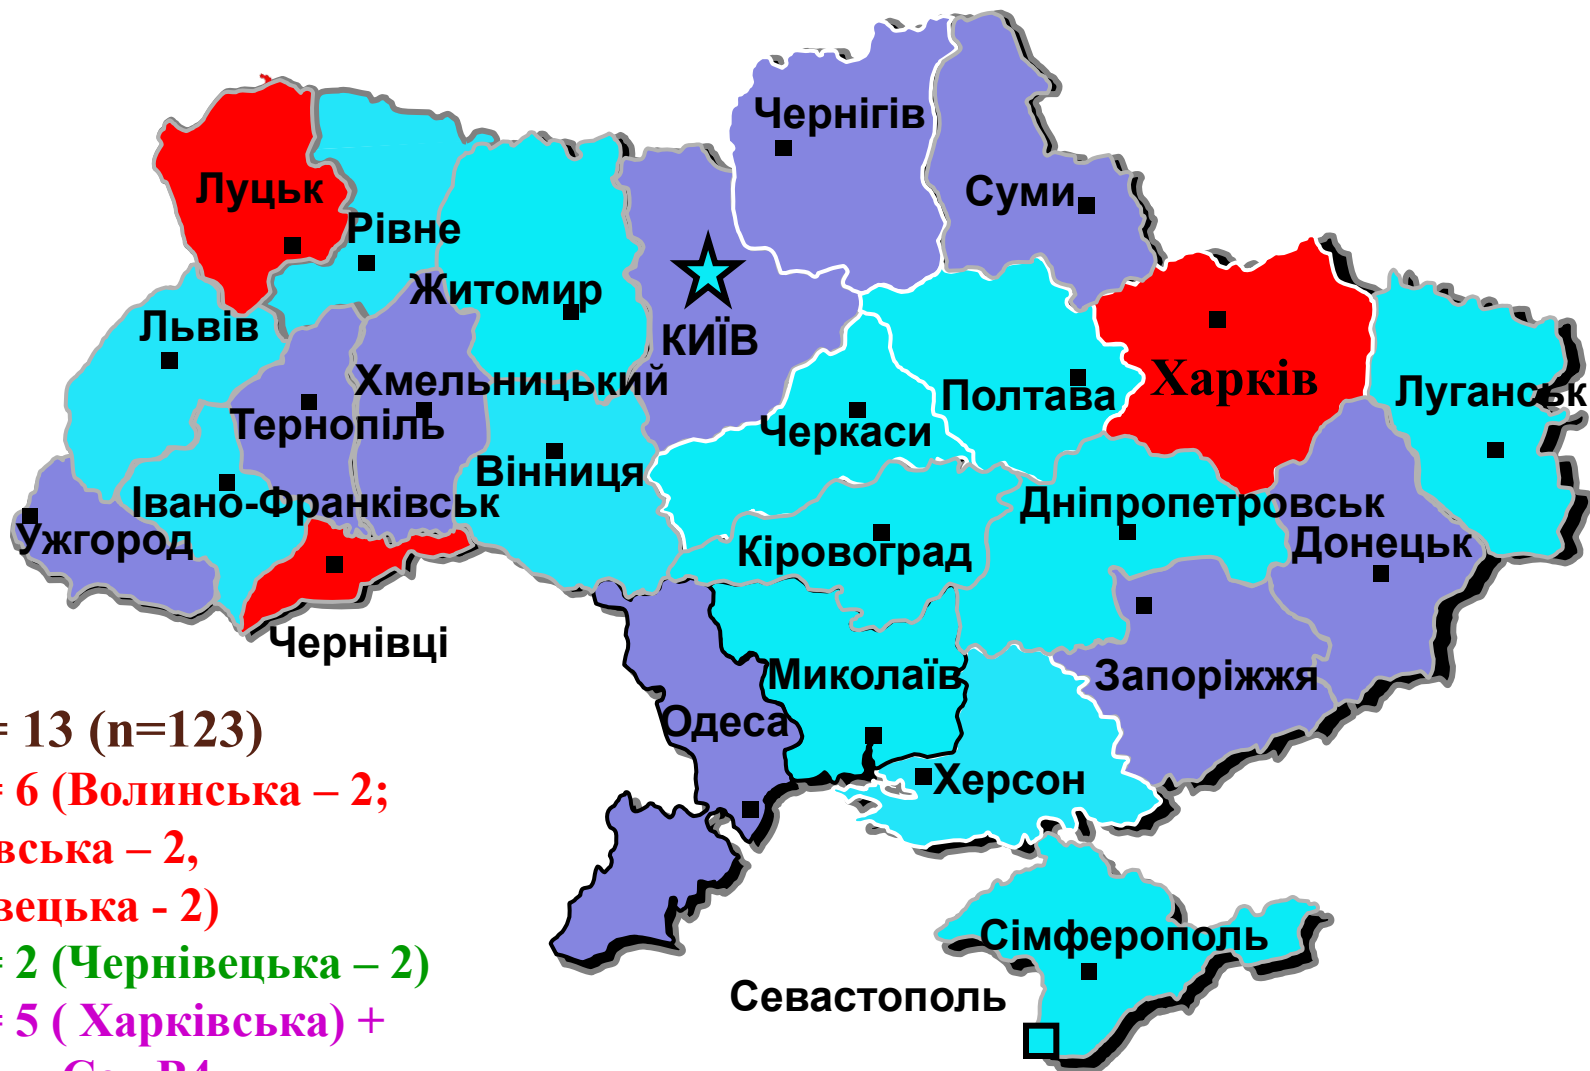 Чернігів
Суми
Луцьк
Рівне
Житомир
КИЇВ
Львів
Хмельницький
Тернопіль
Полтава
Харків
Луганськ
Черкаси
Вінниця
Івано-Франківськ
Ужгород
Дніпропетровськ
Донецьк
Кіровоград
Чернівці
Миколаїв
Запоріжжя
Одеса
Херсон
Сімферополь
Севастополь
= 13 (n=123)
= 6 (Волинська – 2;
вська – 2,
вецька - 2)
= 2 (Чернівецька – 2)
= 5 ( Харківська) +